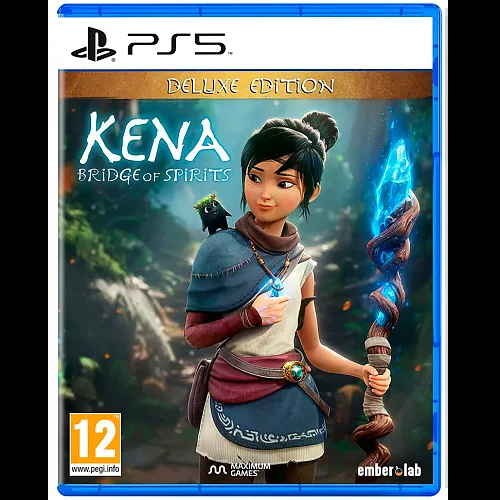 PS5
DELUXE EDITION
KENA
BRIDGE OF SPIRITS
12
www.pegi.info
MAXIMUM
GAMES
ember lab